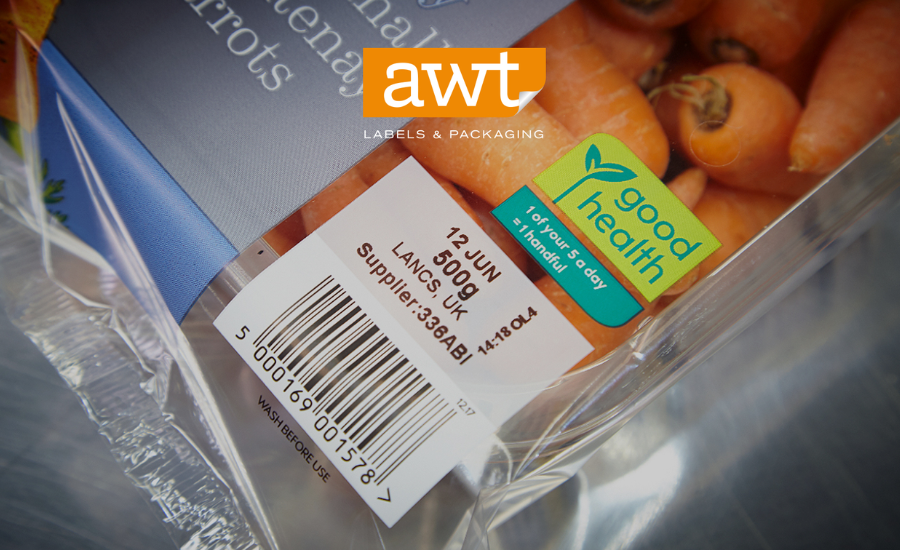 tenay
rrots
awt
LABELS & PACKAGING
good
health
1 of your 5 a day
=1 handful
12 JUN
500g
LANCS, UK
Supplier:336ABI
14:18 OL4
12.17
5 000169 001578 >
WASH BEFORE USE